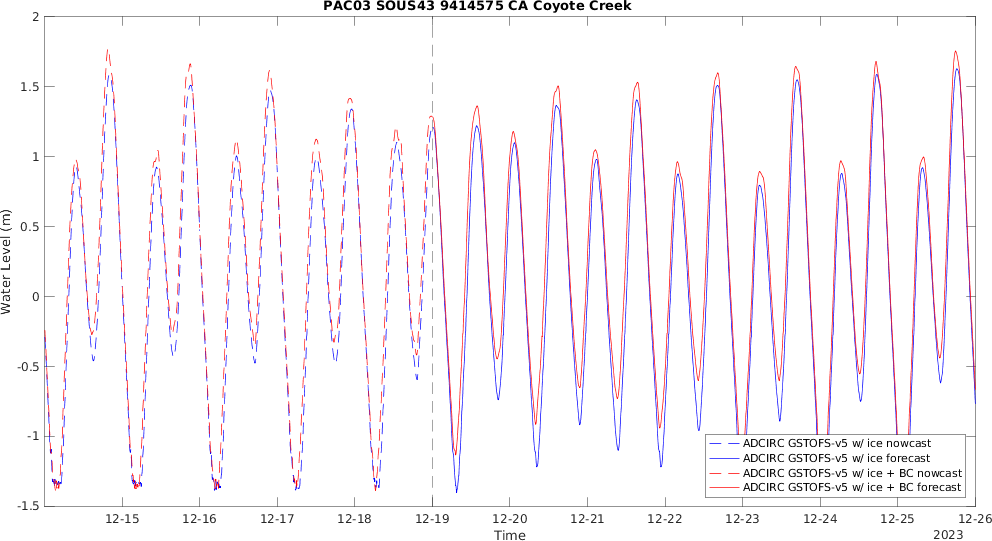 PAC03 SOUS43 9414575 CA Coyote Creek
Water Level (m)
2
1.5
1
0.5
0
-0.5
-1
-1.5
12-15 12-16 12-17 12-18 12-19 12-20 12-21 12-22 12-23 12-24 12-25 12-26
Time
2023
ADCIRC GSTOFS-v5 w/ ice nowcast
ADCIRC GSTOFS-v5 w/ ice forecast
ADCIRC GSTOFS-v5 w/ ice + BC nowcast
ADCIRC GSTOFS-v5 w/ ice + BC forecast